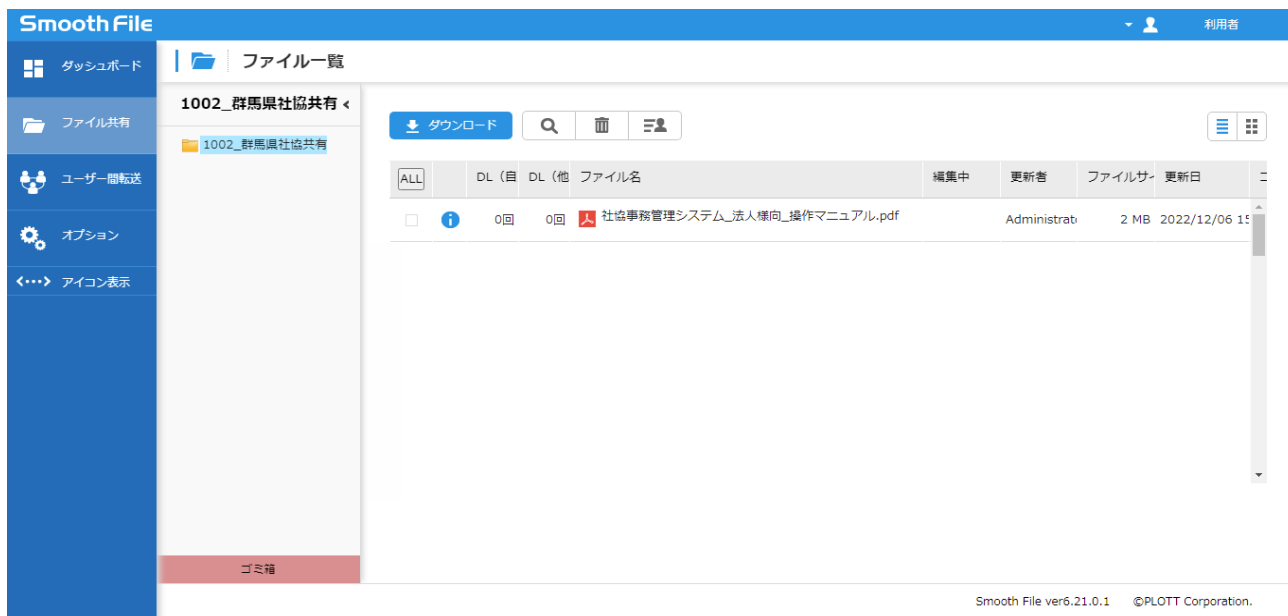 Smooth File
利用者
ダッシュボード
ファイル共有
ユーザー間転送
オプション
アイコン表示
ファイル一覧
1002_群馬県社協共有
1002_群馬県社協共有
ゴミ箱
ダウンロード
ALL DL（自 DL（他 ファイル名 編集中 更新者 ファイルサイ 更新日
0回 0回 社協事務管理システム_法人様向_操作マニュアル.pdf Administrat 2 MB 2022/12/06 15
Smooth File ver6.21.0.1 ©PLOTT Corporation.